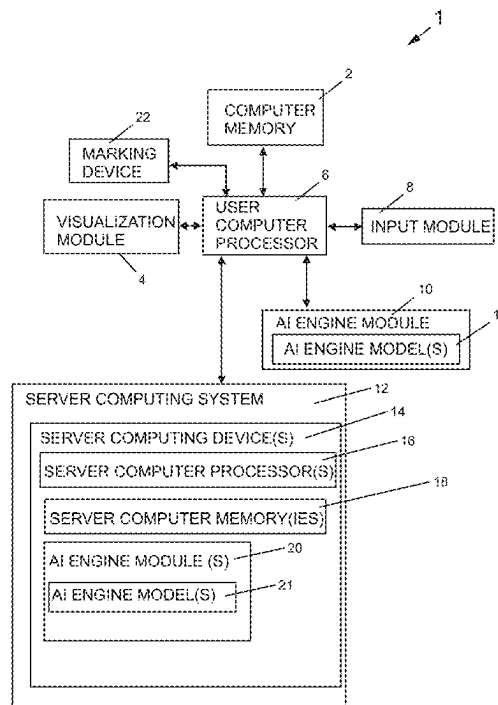 1
2
COMPUTER
MEMORY
22
MARKING
DEVICE
6
8
USER
COMPUTER
PROCESSOR
VISUALIZATION
MODULE
INPUT MODULE
4
10
AI ENGINE MODULE
1
AI ENGINE MODEL(S)
12
SERVER COMPUTING SYSTEM
14
SERVER COMPUTING DEVICE(S)
16
SERVER COMPUTER PROCESSOR(S)
18
SERVER COMPUTER MEMORY(IES)
20
AI ENGINE MODULE (S)
21
AI ENGINE MODEL(S)